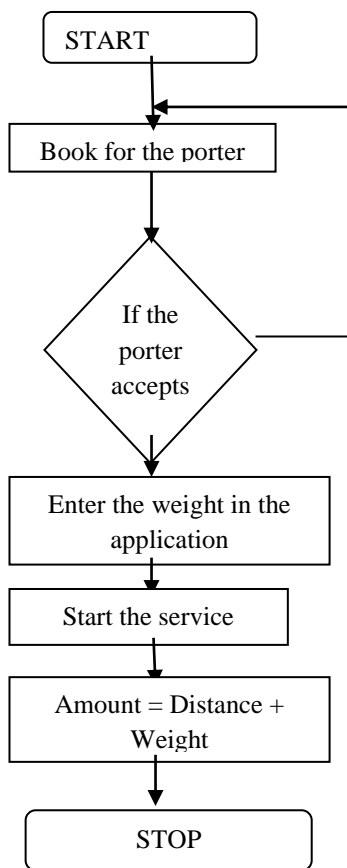 START
Book for the porter
If the
porter
accepts
Enter the weight in the
application
Start the service
Amount = Distance +
Weight
STOP